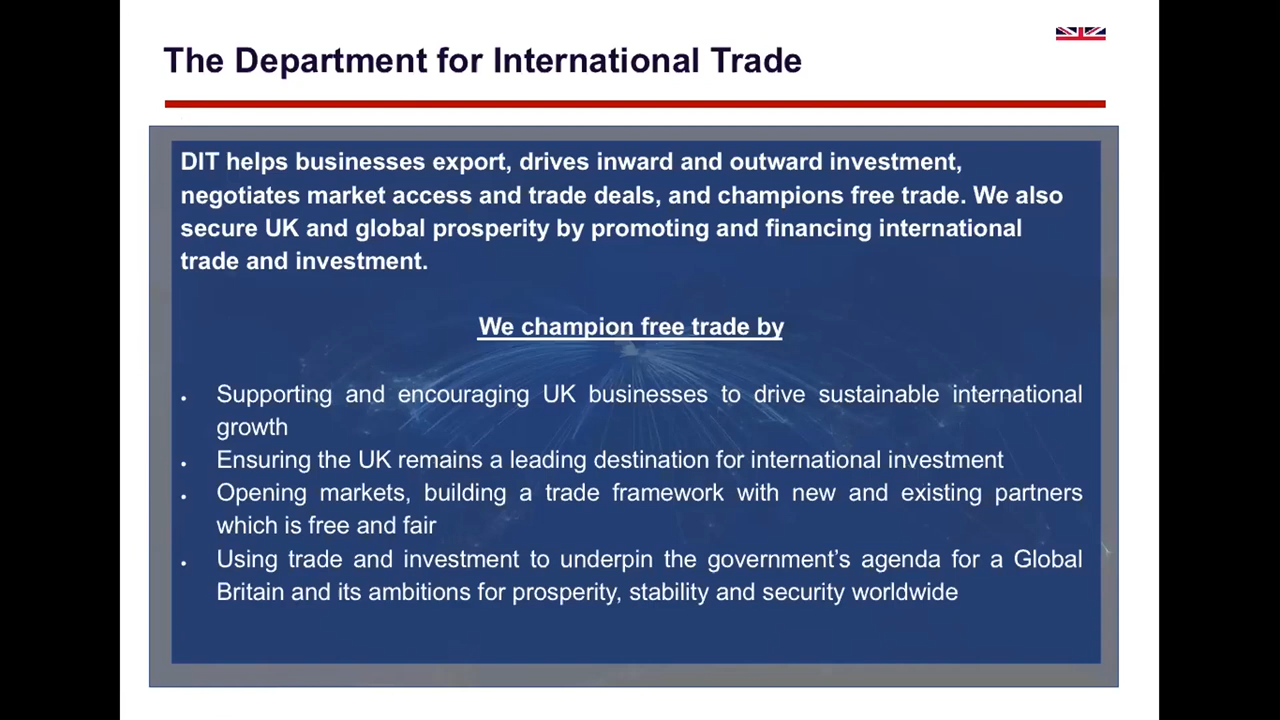 The Department for International Trade
DIT helps businesses export, drives inward and outward investment,
negotiates market access and trade deals, and champions free trade. We also
secure UK and global prosperity by promoting and financing international
trade and investment.
We champion free trade by
• Supporting and encouraging UK businesses to drive sustainable international
growth
• Ensuring the UK remains a leading destination for international investment
• Opening markets, building a trade framework with new and existing partners
which is free and fair
• Using trade and investment to underpin the government’s agenda for a Global
Britain and its ambitions for prosperity, stability and security worldwide